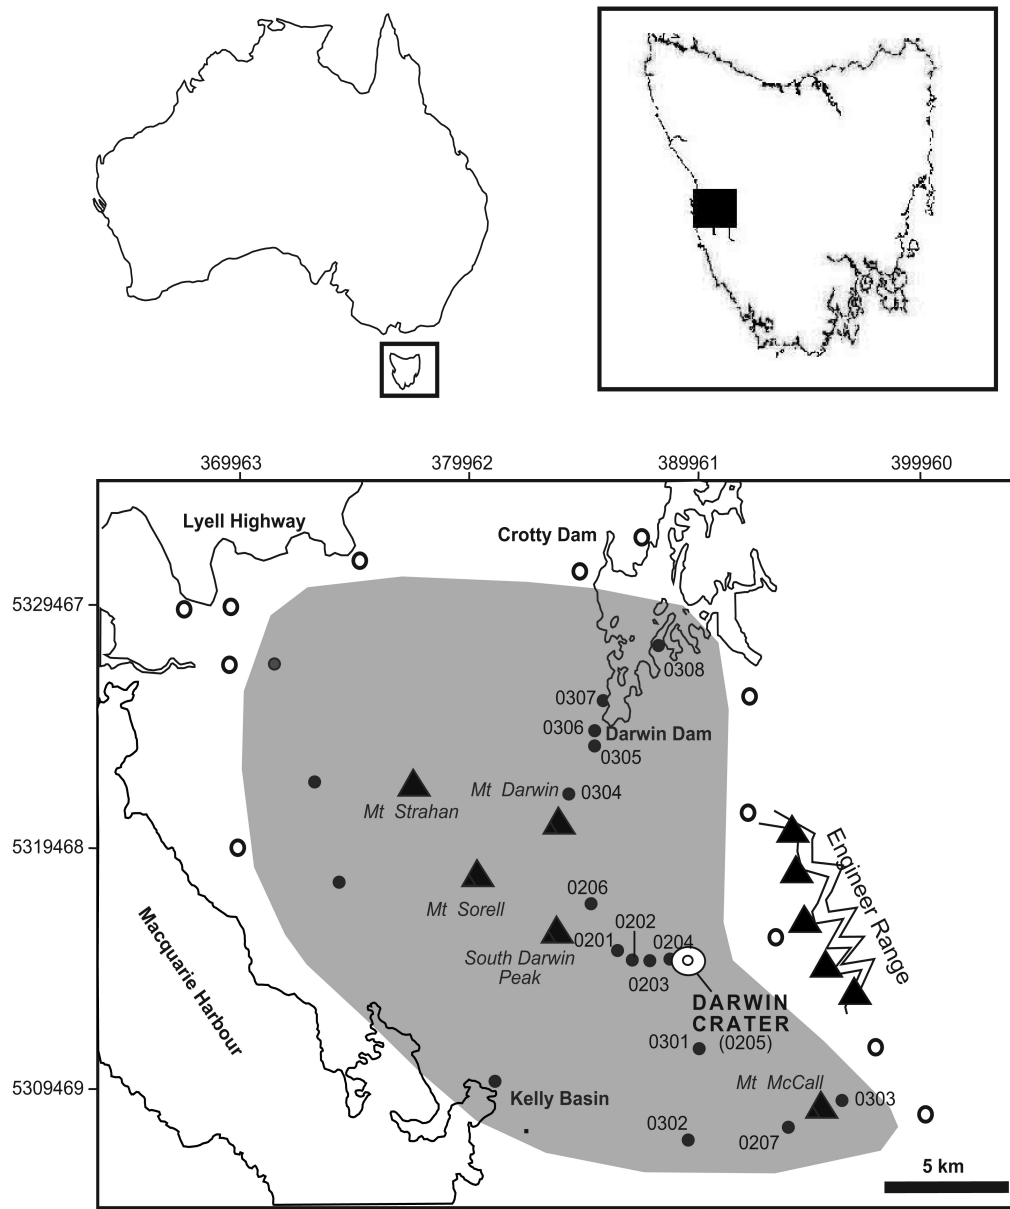 369963
379962
389961
399960
Lyell Highway
Crotty Dam
5329467
0308
0307
0306
Darwin Dam
0305
Mt Darwin
0304
Mt Strahan
5319468
Engineer Range
0206
Mt Sorell
0202
0201
0204
South Darwin
Peak
0203
Macquarie Harbour
DARWIN
CRATER
(0205)
0301
5309469
Mt McCall
Kelly Basin
0303
0302
0207
5 km